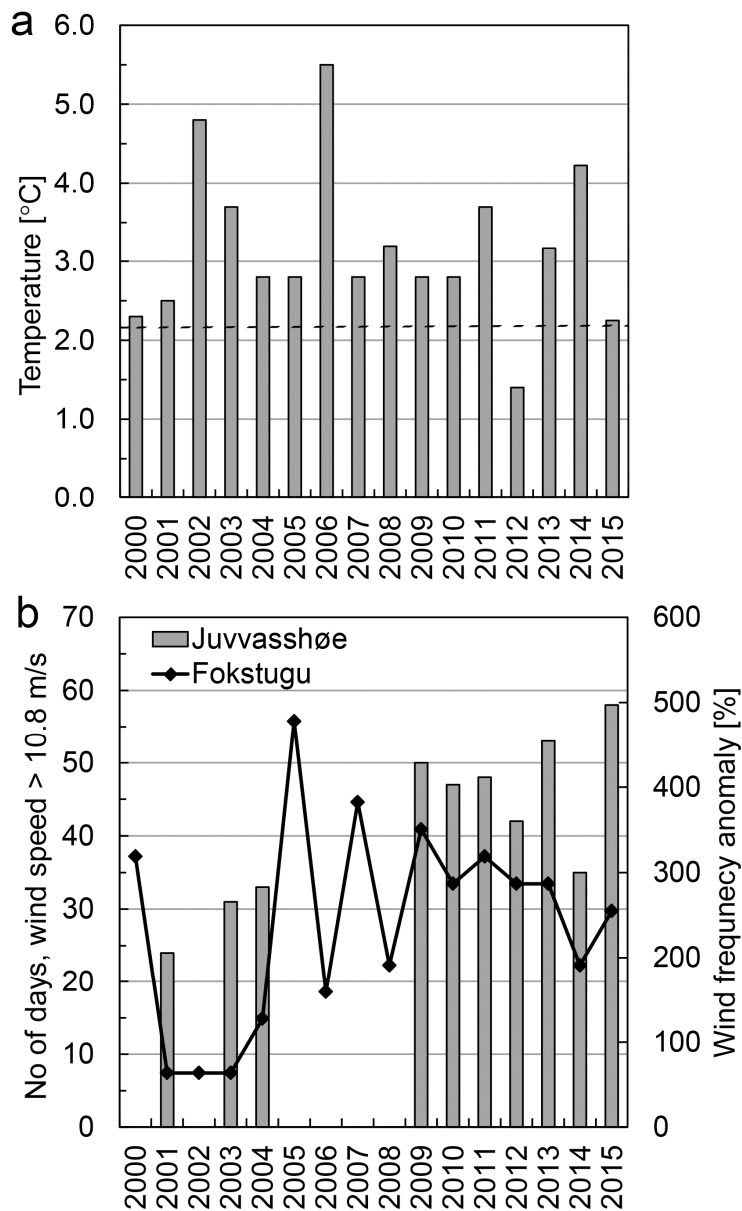 a
Temperature [°C]
6.0
5.0
4.0
3.0
2.0
1.0
0.0
2000 2001 2002 2003 2004 2005 2006 2007 2008 2009 2010 2011 2012 2013 2014 2015
b
No of days, wind speed > 10.8 m/s
70
60
50
40
30
20
10
0
Juvvasshøe
Fokstugu
600
500
400
300
200
100
0
Wind frequnecy anomaly [%]
2000 2001 2002 2003 2004 2005 2006 2007 2008 2009 2010 2011 2012 2013 2014 2015